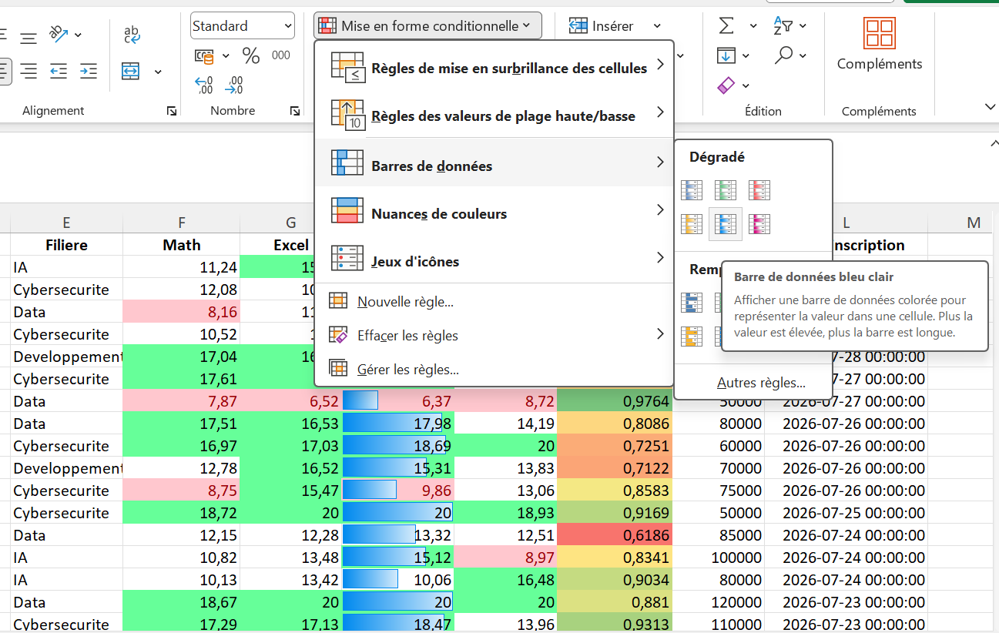 Standard
Mise en forme conditionnelle
Insérer
ab
% 000
Compléments
Alignement
Nombre
Édition
Compléments
Règles de mise en surbrillance des cellules
Règles des valeurs de plage haute/basse
Barres de données
Nuances de couleurs
Jeux d'icônes
Nouvelle règle...
Effacer les règles
Gérer les règles...
Dégradé
Barre de données bleu clair
Afficher une barre de données colorée pour
représenter la valeur dans une cellule. Plus la
valeur est élevée, plus la barre est longue.
Autres règles...
E F G L M
Filiere Math Excel
IA 11,24
Cybersecurite 12,08
Data 8,16
Cybersecurite 10,52
Developpement 17,04 7-28 00:00:00
Cybersecurite 17,61 7-27 00:00:00
Data 7,87 6,52 6,37 8,72 0,9764 50000 2026-07-27 00:00:00
Data 17,51 16,53 17,98 14,19 0,8086 80000 2026-07-26 00:00:00
Cybersecurite 16,97 17,03 18,69 20 0,7251 60000 2026-07-26 00:00:00
Developpement 12,78 16,52 15,31 13,83 0,7122 70000 2026-07-26 00:00:00
Cybersecurite 8,75 15,47 9,86 13,06 0,8583 75000 2026-07-26 00:00:00
Cybersecurite 18,72 20 20 18,93 0,9169 50000 2026-07-25 00:00:00
Data 12,15 12,28 13,32 12,51 0,6186 85000 2026-07-24 00:00:00
IA 10,82 13,48 15,12 8,97 0,8341 100000 2026-07-24 00:00:00
IA 10,13 13,42 10,06 16,48 0,9034 80000 2026-07-24 00:00:00
Data 18,67 20 20 20 0,881 120000 2026-07-23 00:00:00
Cybersecurite 17,29 17,13 18,47 13,96 0,9313 110000 2026-07-23 00:00:00